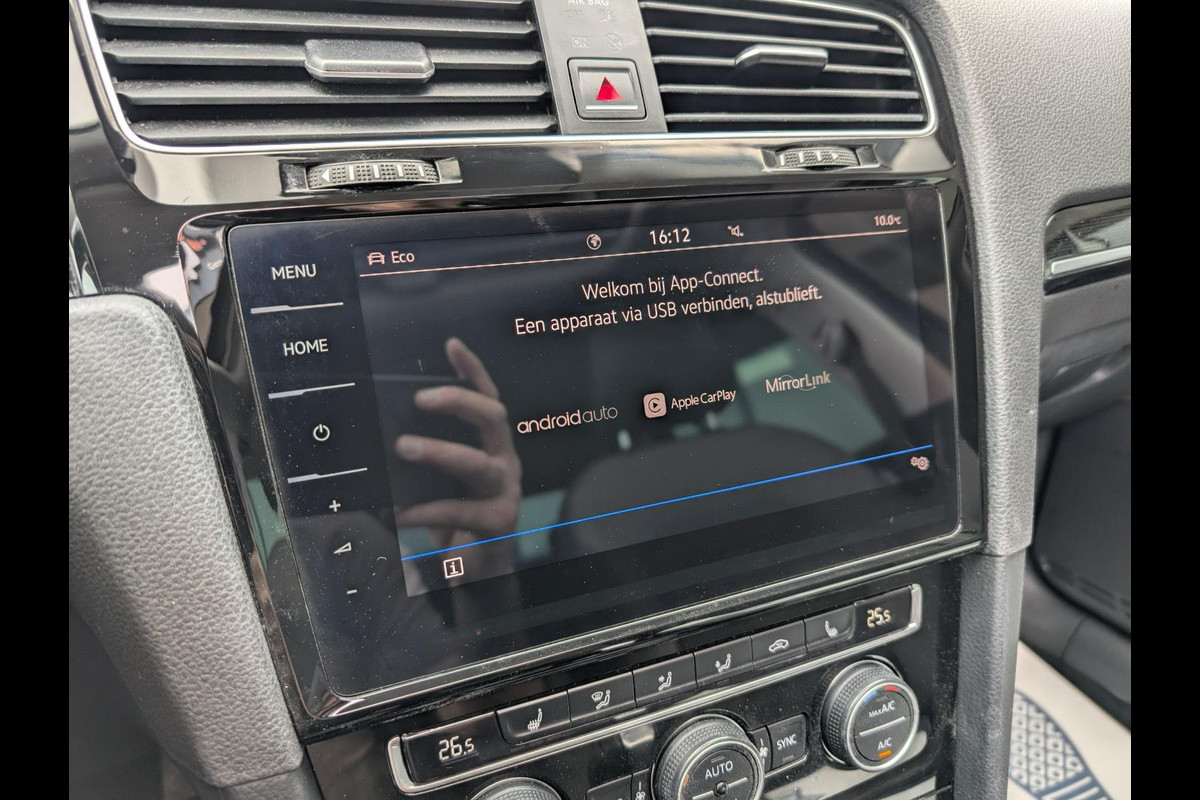 AIR BAG
MENU
HOME
Eco
16:12
10.0°C
Welkom bij App-Connect.
Een apparaat via USB verbinden, alstublieft.
androidauto
Apple CarPlay
MirrorLink
+
-
i
26.5
25.5
AUTO
SYNC
MAX A/C
A/C